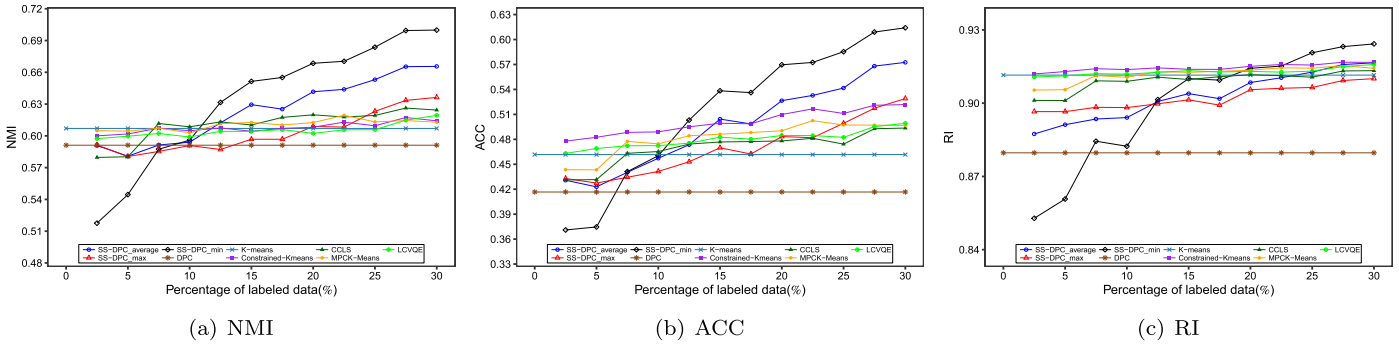 0.72
0.69
0.66
0.63
0.60
0.57
0.54
0.51
0.48
NMI
0 5 10 15 20 25 30
Percentage of labeled data(%)
SS-DPC_average SS-DPC_min K-means CCLS LCVQE
SS-DPC_max DPC Constrained-Kmeans MPCK-Means
(a) NMI
0.63
0.60
0.57
0.54
0.51
0.48
0.45
0.42
0.39
0.36
0.33
ACC
0 5 10 15 20 25 30
Percentage of labeled data(%)
SS-DPC_average SS-DPC_min K-means CCLS LCVQE
SS-DPC_max DPC Constrained-Kmeans MPCK-Means
(b) ACC
0.93
0.90
0.87
0.84
RI
0 5 10 15 20 25 30
Percentage of labeled data(%)
SS-DPC_average SS-DPC_min K-means CCLS LCVQE
SS-DPC_max DPC Constrained-Kmeans MPCK-Means
(c) RI